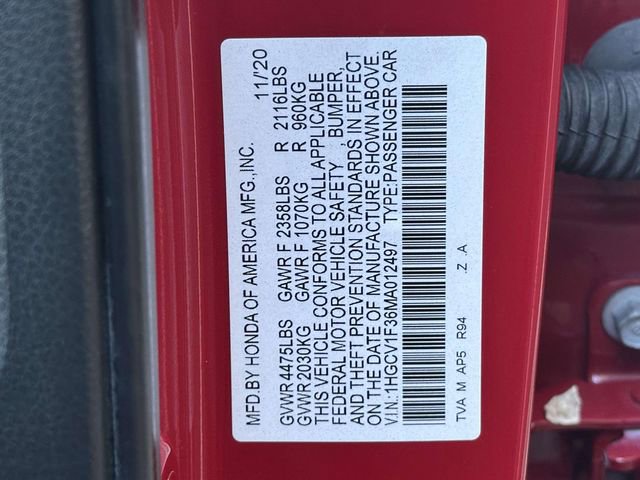 MFD.BY HONDA OF AMERICA MFG.,INC. 11/'20
GVWR 4475LBS GAWR F 2358LBS R 2116LBS
GVWR 2030KG GAWR F 1070KG R 960KG
THIS VEHICLE CONFORMS TO ALL APPLICABLE
FEDERAL MOTOR VEHICLE SAFETY , BUMPER,
AND THEFT PREVENTION STANDARDS IN EFFECT
ON THE DATE OF MANUFACTURE SHOWN ABOVE.
V.I.N.:1HGCV1F36MA012497 TYPE:PASSENGER CAR
TVA M AP5 R94 .Z .A